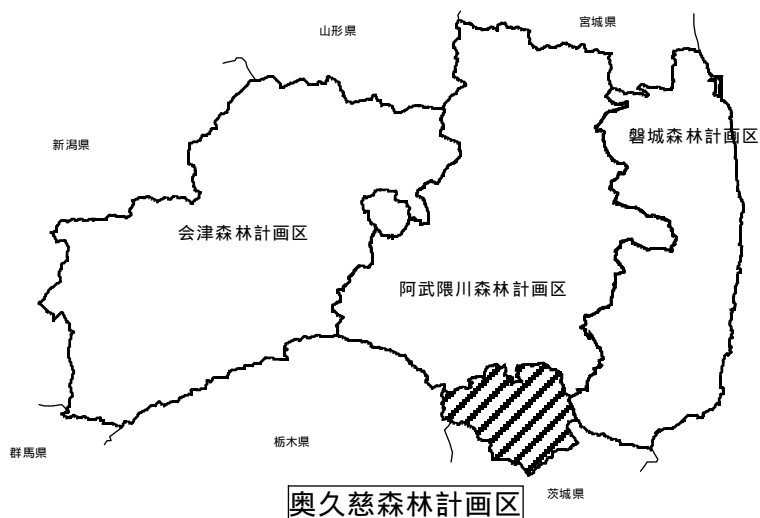 宮城県
山形県
磐城森林計画区
新潟県
会津森林計画区
阿武隈川森林計画区
栃木県
群馬県
茨城県
奥久慈森林計画区